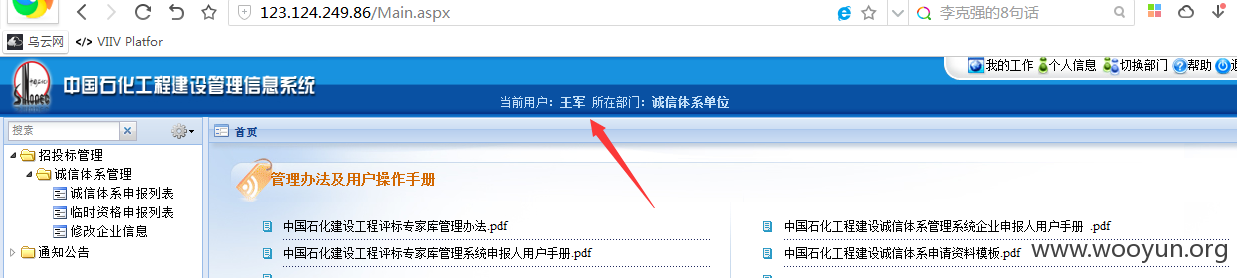 123.124.249.86/Main.aspx
李克强的8句话
乌云网 </> VIIV Platfor
中国石化工程建设管理信息系统
我的工作 个人信息 切换部门 帮助
当前用户：王军 所在部门：诚信体系单位
搜索
首页
招投标管理
诚信体系管理
诚信体系申报列表
临时资格申报列表
修改企业信息
通知公告
管理办法及用户操作手册
中国石化建设工程评标专家库管理办法.pdf
中国石化建设工程诚信体系管理系统企业申报人用户手册 .pdf
中国石化建设工程评标专家库管理系统申报人用户手册.pdf
中国石化建设工程诚信体系申请资料模板.pdf
www.wooyun.org